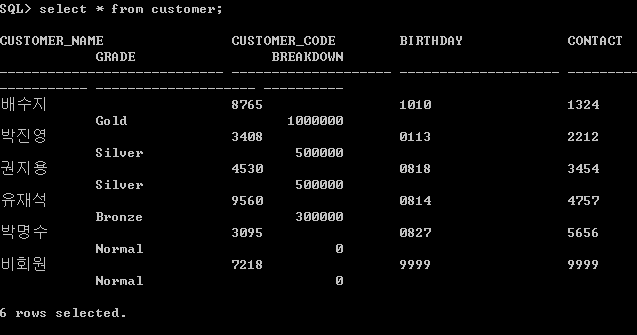 SQL> select * from customer;
CUSTOMER_NAME CUSTOMER_CODE BIRTHDAY CONTACT
GRADE BREAKDOWN
---------------------------- -------------------- -------------------- ---------
----------- -------------------- ----------
배수지 8765 1010 1324
Gold 1000000
박진영 3408 0113 2212
Silver 500000
권지용 4530 0818 3454
Silver 500000
유재석 9560 0814 4757
Bronze 300000
박명수 3095 0827 5656
Normal 0
비회원 7218 9999 9999
Normal 0
6 rows selected.